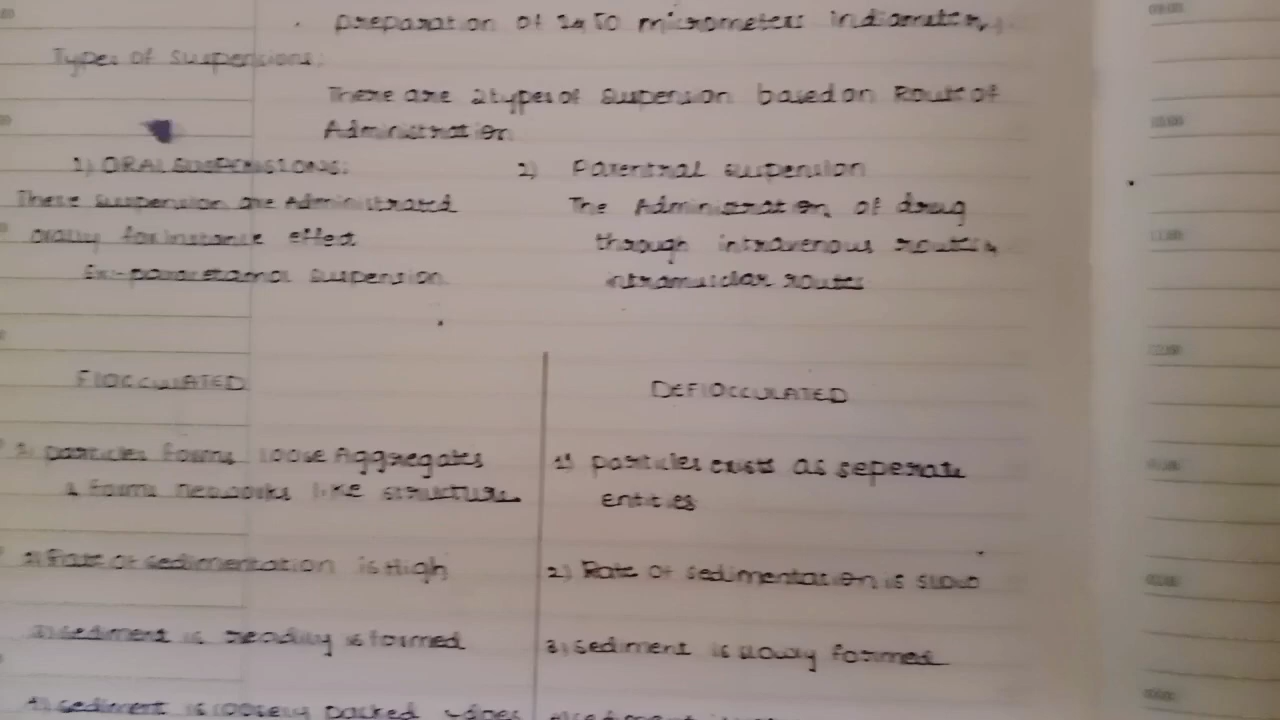 preparation of to micrometers in diameter,
Types of Suspensions:
There are 2 types of suspension based on Route of
Administration.
1) ORAL SUSPENSIONS:
These suspension are Administrated
orally for instance effect
Ex:- paracetamol suspension
2) Parentral suspension
The Administration of drug
through intravenous routes &
intramusclar routes
FlOCCULATED
1) particles forms loose Aggregates
& forms networks like structure
2) Rate of sedimentation is High
3) sediment is readily is formed
4) sediment is loosely packed & does
DEFlOCCULATED
1) particles exists as seperate
entities
2) Rate of sedimentation is slow
3) sediment is slowly formed